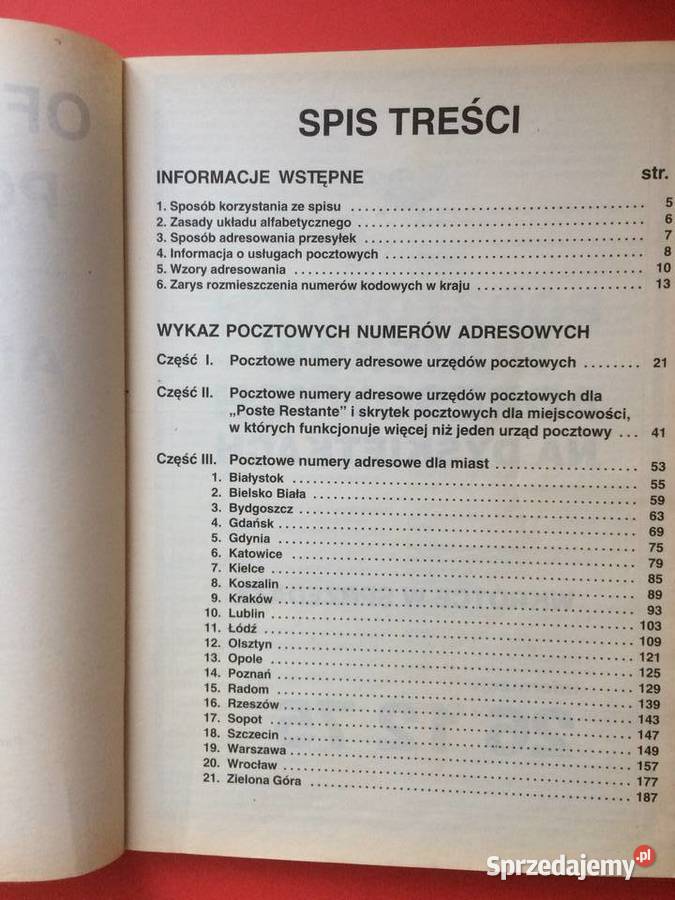 SPIS TREŚCI
INFORMACJE WSTĘPNE str.
1. Sposób korzystania ze spisu ........ 5
2. Zasady układu alfabetycznego ........ 6
3. Sposób adresowania przesyłek ........ 7
4. Informacja o usługach pocztowych ........ 8
5. Wzory adresowania ........ 10
6. Zarys rozmieszczenia numerów kodowych w kraju ........ 13
WYKAZ POCZTOWYCH NUMERÓW ADRESOWYCH
Część I. Pocztowe numery adresowe urzędów pocztowych ........ 21
Część II. Pocztowe numery adresowe urzędów pocztowych dla
„Poste Restante” i skrytek pocztowych dla miejscowości,
w których funkcjonuje więcej niż jeden urząd pocztowy ... 41
Część III. Pocztowe numery adresowe dla miast ........ 53
1. Białystok ........ 55
2. Bielsko Biała ........ 59
3. Bydgoszcz ........ 63
4. Gdańsk ........ 69
5. Gdynia ........ 75
6. Katowice ........ 79
7. Kielce ........ 85
8. Koszalin ........ 89
9. Kraków ........ 93
10. Lublin ........ 103
11. Łódź ........ 109
12. Olsztyn ........ 121
13. Opole ........ 125
14. Poznań ........ 129
15. Radom ........ 139
16. Rzeszów ........ 143
17. Sopot ........ 147
18. Szczecin ........ 149
19. Warszawa ........ 157
20. Wrocław ........ 177
21. Zielona Góra ........ 187
Sprzedajemy.pl